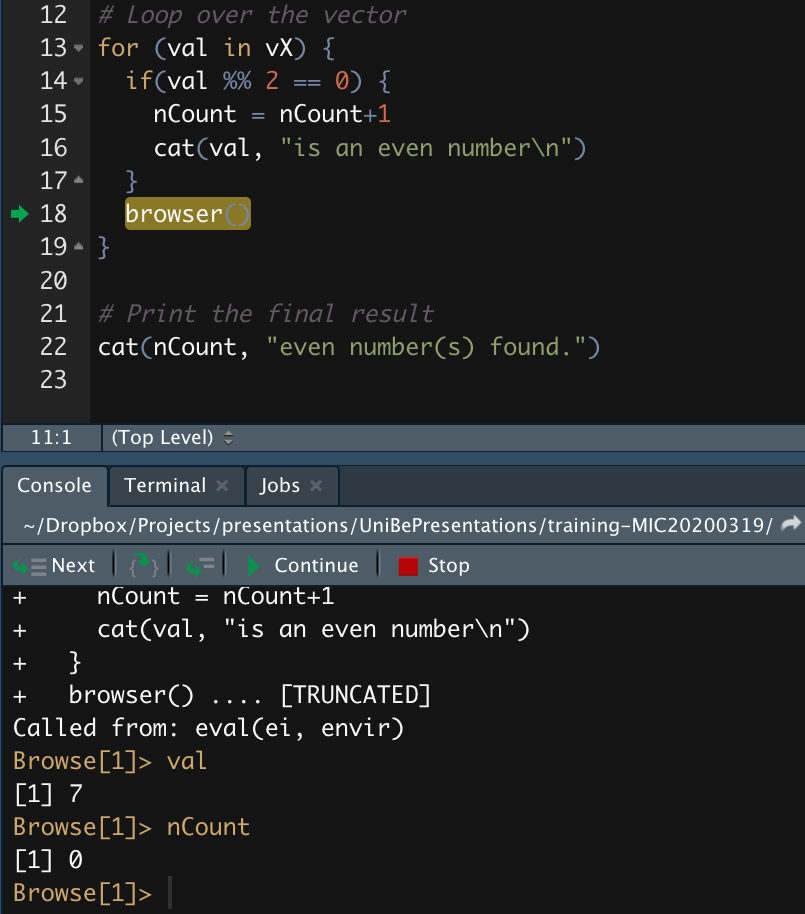 12 # Loop over the vector
13 for (val in vX) {
14   if(val %% 2 == 0) {
15     nCount = nCount+1
16     cat(val, "is an even number\n")
17   }
18   browser()
19 }
20
21 # Print the final result
22 cat(nCount, "even number(s) found.")
23
11:1 (Top Level)
Console Terminal Jobs
~/Dropbox/Projects/presentations/UniBePresentations/training-MIC20200319/
Next Continue Stop
+     nCount = nCount+1
+     cat(val, "is an even number\n")
+   }
+   browser() .... [TRUNCATED]
Called from: eval(ei, envir)
Browse[1]> val
[1] 7
Browse[1]> nCount
[1] 0
Browse[1]>